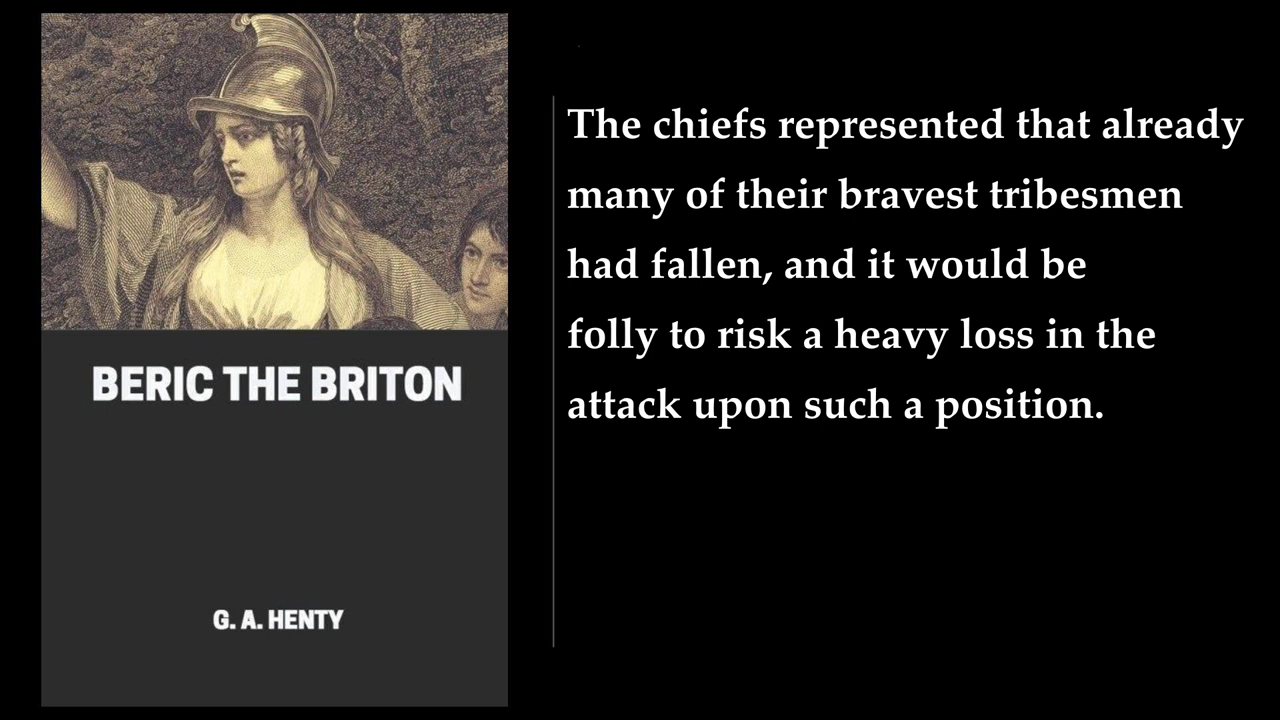 BERIC THE BRITON
G. A. HENTY
The chiefs represented that already
many of their bravest tribesmen
had fallen, and it would be
folly to risk a heavy loss in the
attack upon such a position.